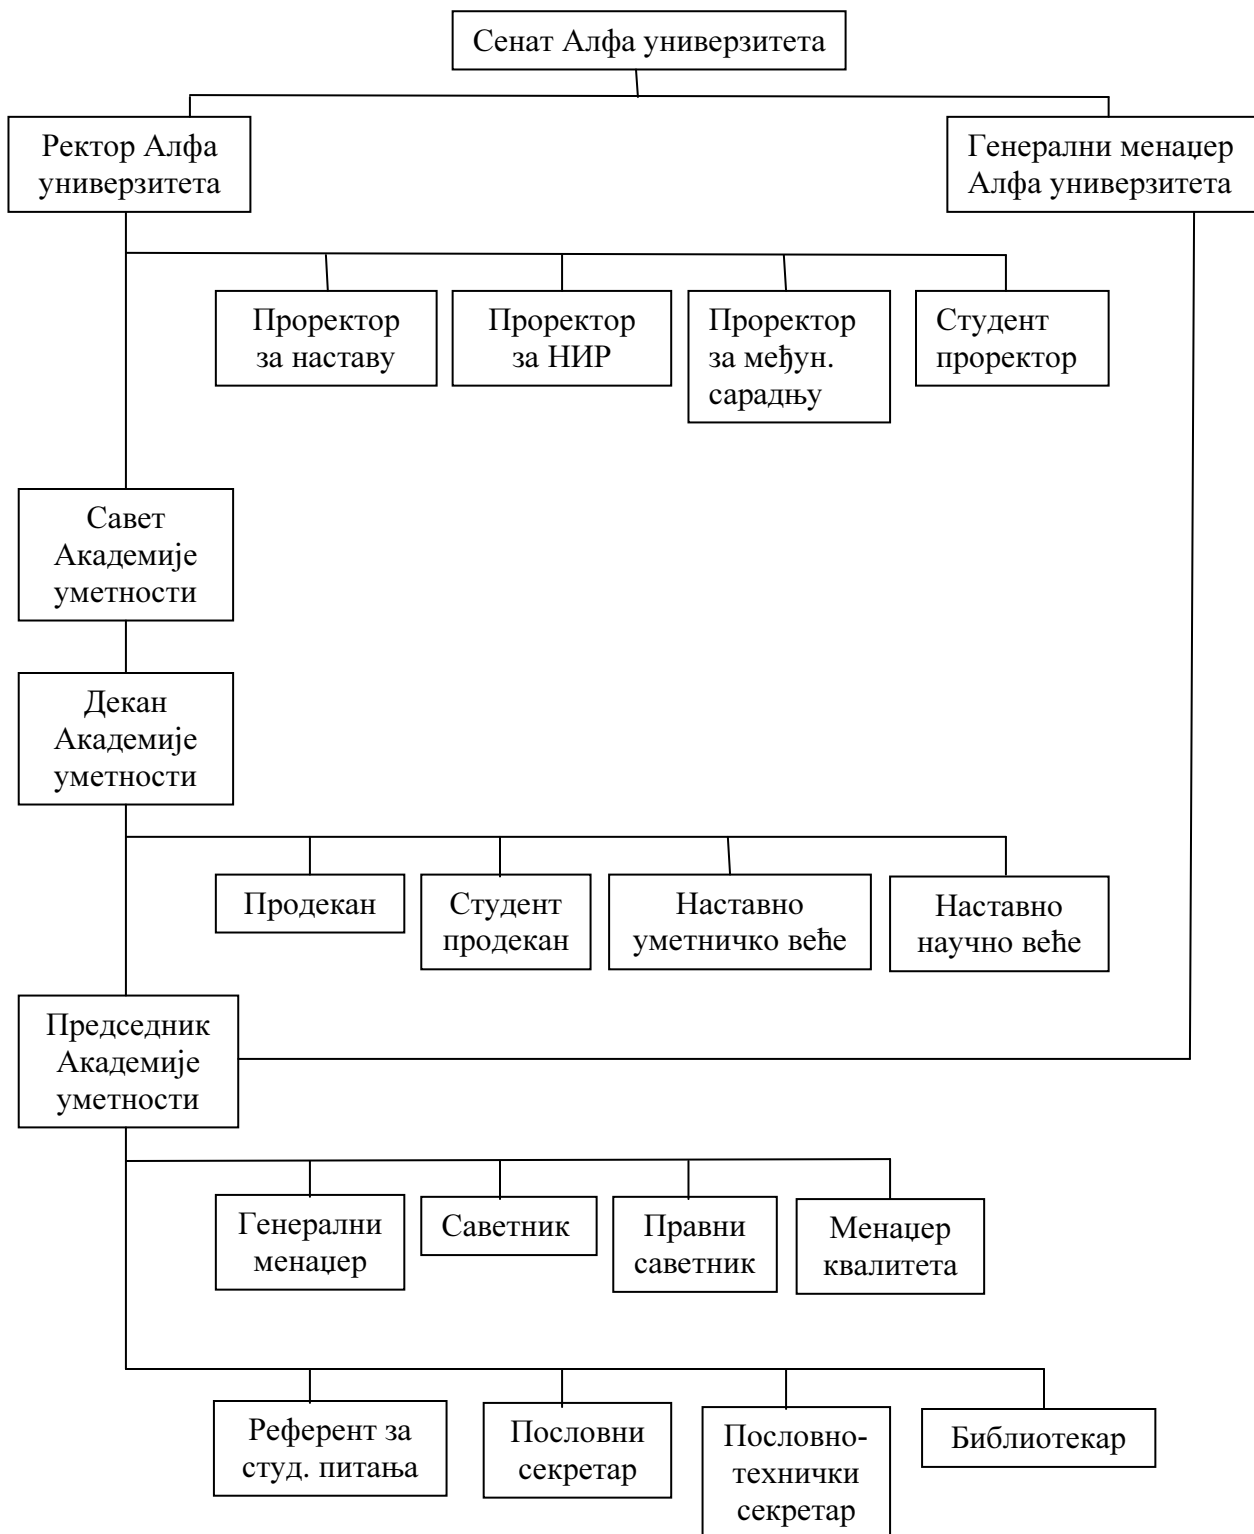 Сенат Алфа универзитета
Ректор Алфа
универзитета
Генерални менаџер
Алфа универзитета
Проректор
за наставу
Проректор
за НИР
Проректор
за међун.
сарадњу
Студент
проректор
Савет
Академије
уметности
Декан
Академије
уметности
Продекан
Студент
продекан
Наставно
уметничко веће
Наставно
научно веће
Председник
Академије
уметности
Генерални
менаџер
Саветник
Правни
саветник
Менаџер
квалитета
Референт за
студ. питања
Пословни
секретар
Пословно-
технички
секретар
Библиотекар